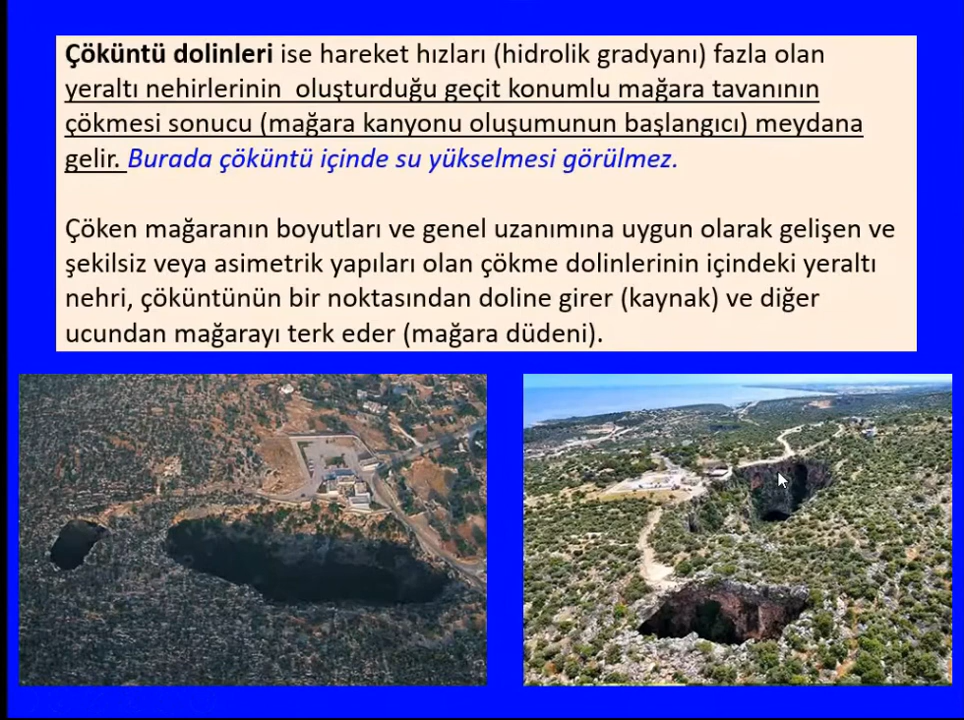 Çöküntü dolinleri ise hareket hızları (hidrolik gradyanı) fazla olan
yeraltı nehirlerinin oluşturduğu geçit konumlu mağara tavanının
çökmesi sonucu (mağara kanyonu oluşumunun başlangıcı) meydana
gelir. Burada çöküntü içinde su yükselmesi görülmez.
Çöken mağaranın boyutları ve genel uzanımına uygun olarak gelişen ve
şekilsiz veya asimetrik yapıları olan çökme dolinlerinin içindeki yeraltı
nehri, çöküntünün bir noktasından doline girer (kaynak) ve diğer
ucundan mağarayı terk eder (mağara düdeni).